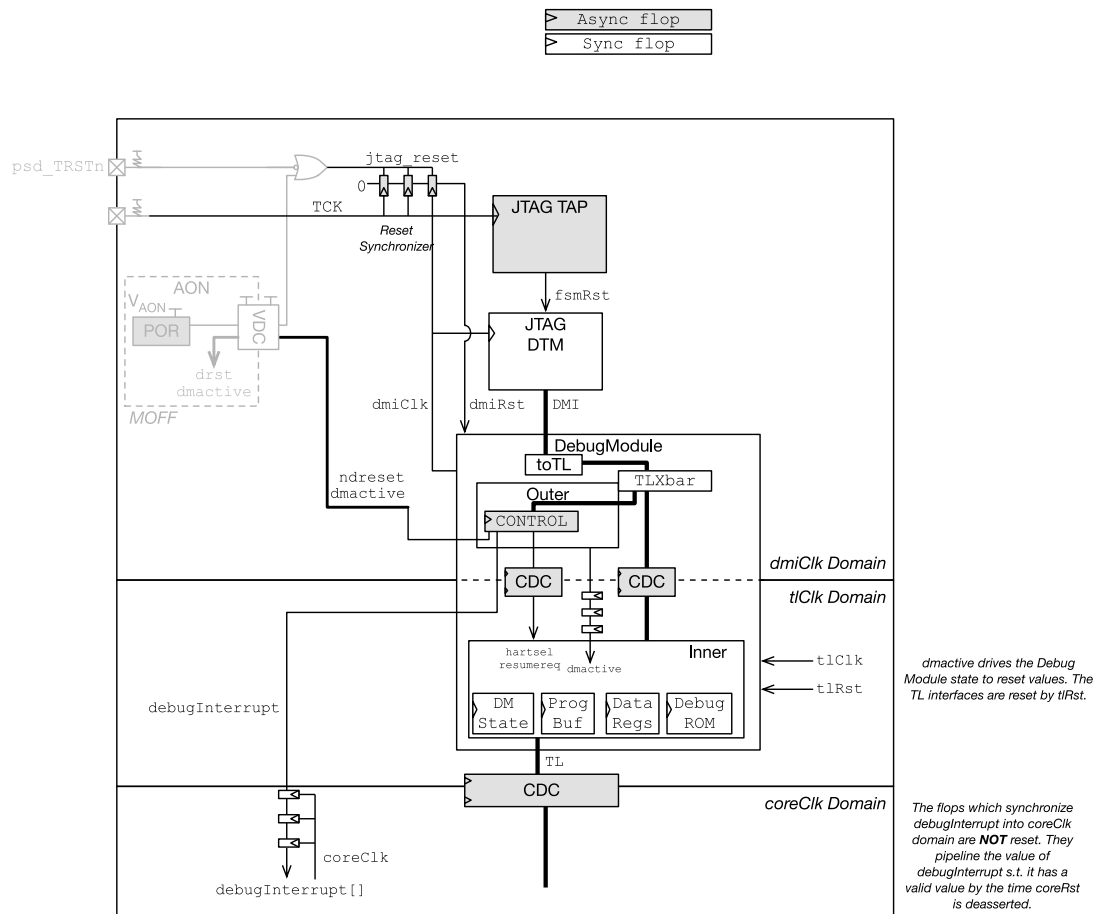 Async flop
Sync flop
psd_TRSTn
jtag_reset
0
TCK
Reset
Synchronizer
JTAG TAP
fsmRst
AON
VAON
POR
VDC
drst
dmactive
MOFF
JTAG
DTM
dmiClk
dmiRst
DMI
DebugModule
toTL
TLXbar
ndreset
dmactive
Outer
CONTROL
dmiClk Domain
CDC
CDC
tlClk Domain
hartsel
resumereq
dmactive
Inner
tlClk
tlRst
dmactive drives the Debug
Module state to reset values. The
TL interfaces are reset by tlRst.
DM
State
Prog
Buf
Data
Regs
Debug
ROM
debugInterrupt
TL
CDC
coreClk Domain
coreClk
debugInterrupt[]
The flops which synchronize
debugInterrupt into coreClk
domain are NOT reset. They
pipeline the value of
debugInterrupt s.t. it has a
valid value by the time coreRst
is deasserted.